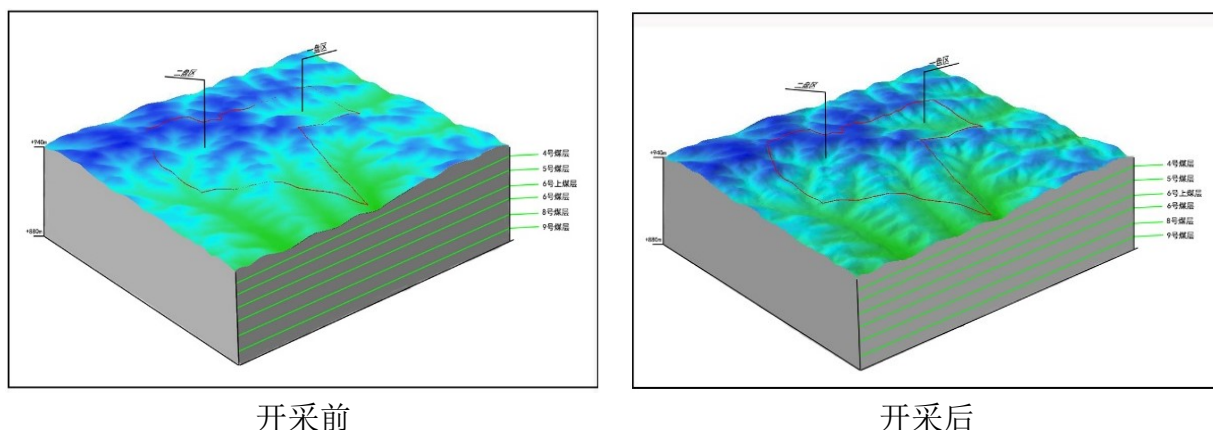 一盘区
二盘区
+940m
+880m
4号煤层
5号煤层
6号上煤层
6号煤层
8号煤层
9号煤层
开采前
一盘区
二盘区
+940m
+880m
4号煤层
5号煤层
6号上煤层
6号煤层
8号煤层
9号煤层
开采后